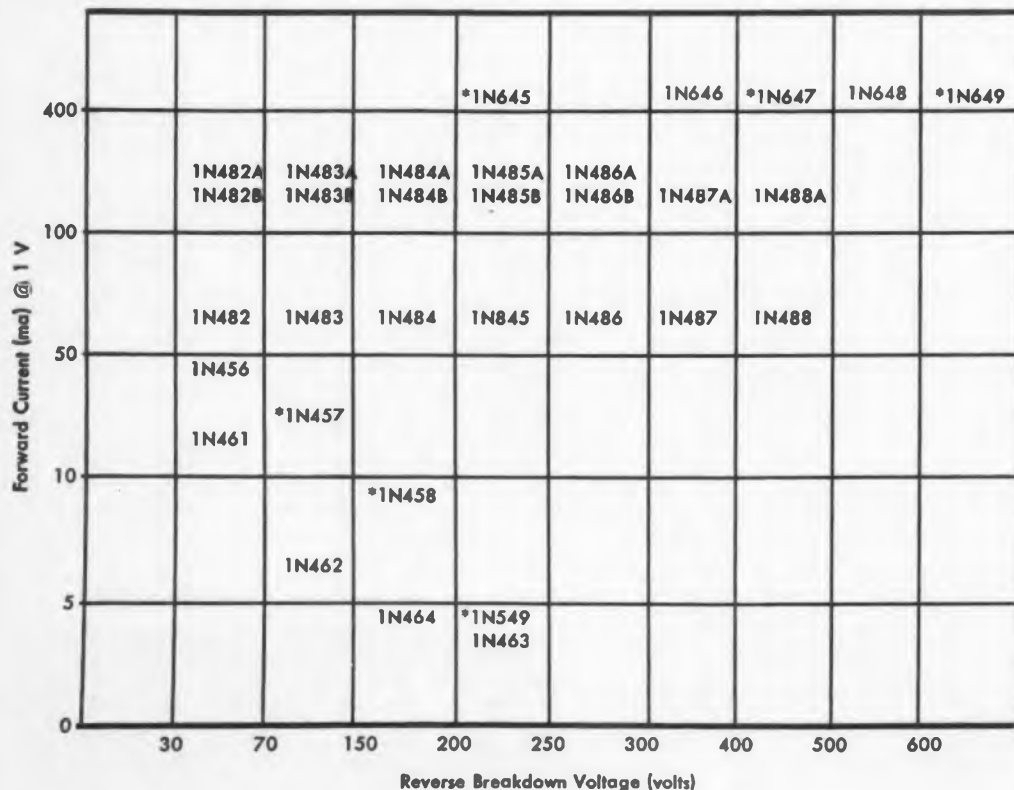 *1N645 1N646 *1N647 1N648 *1N649
400
1N482A 1N483A 1N484A 1N485A 1N486A
1N482B 1N483B 1N484B 1N485B 1N486B 1N487A 1N488A
100
1N482 1N483 1N484 1N845 1N486 1N487 1N488
50
1N456
*1N457
1N461
10
*1N458
1N462
5
1N464 *1N549
1N463
0
30 70 150 200 250 300 400 500 600
Reverse Breakdown Voltage (volts)
Forward Current (ma) @ 1 V